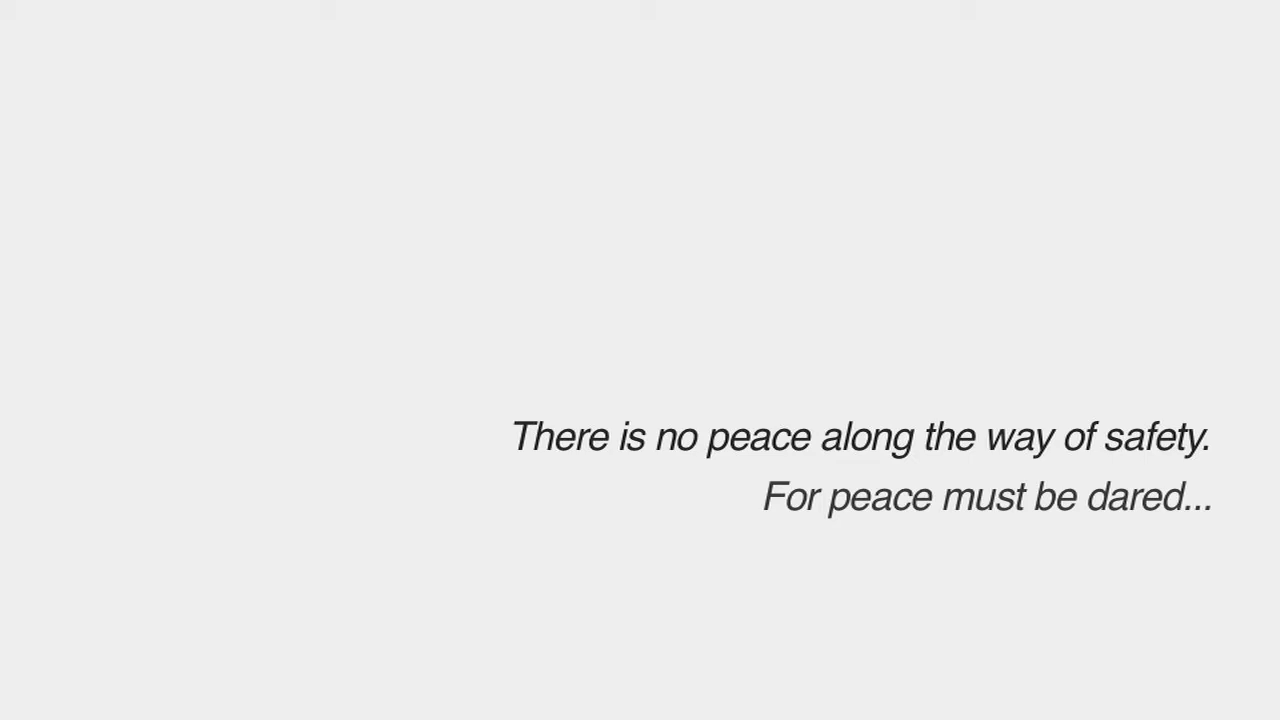 There is no peace along the way of safety.
For peace must be dared...